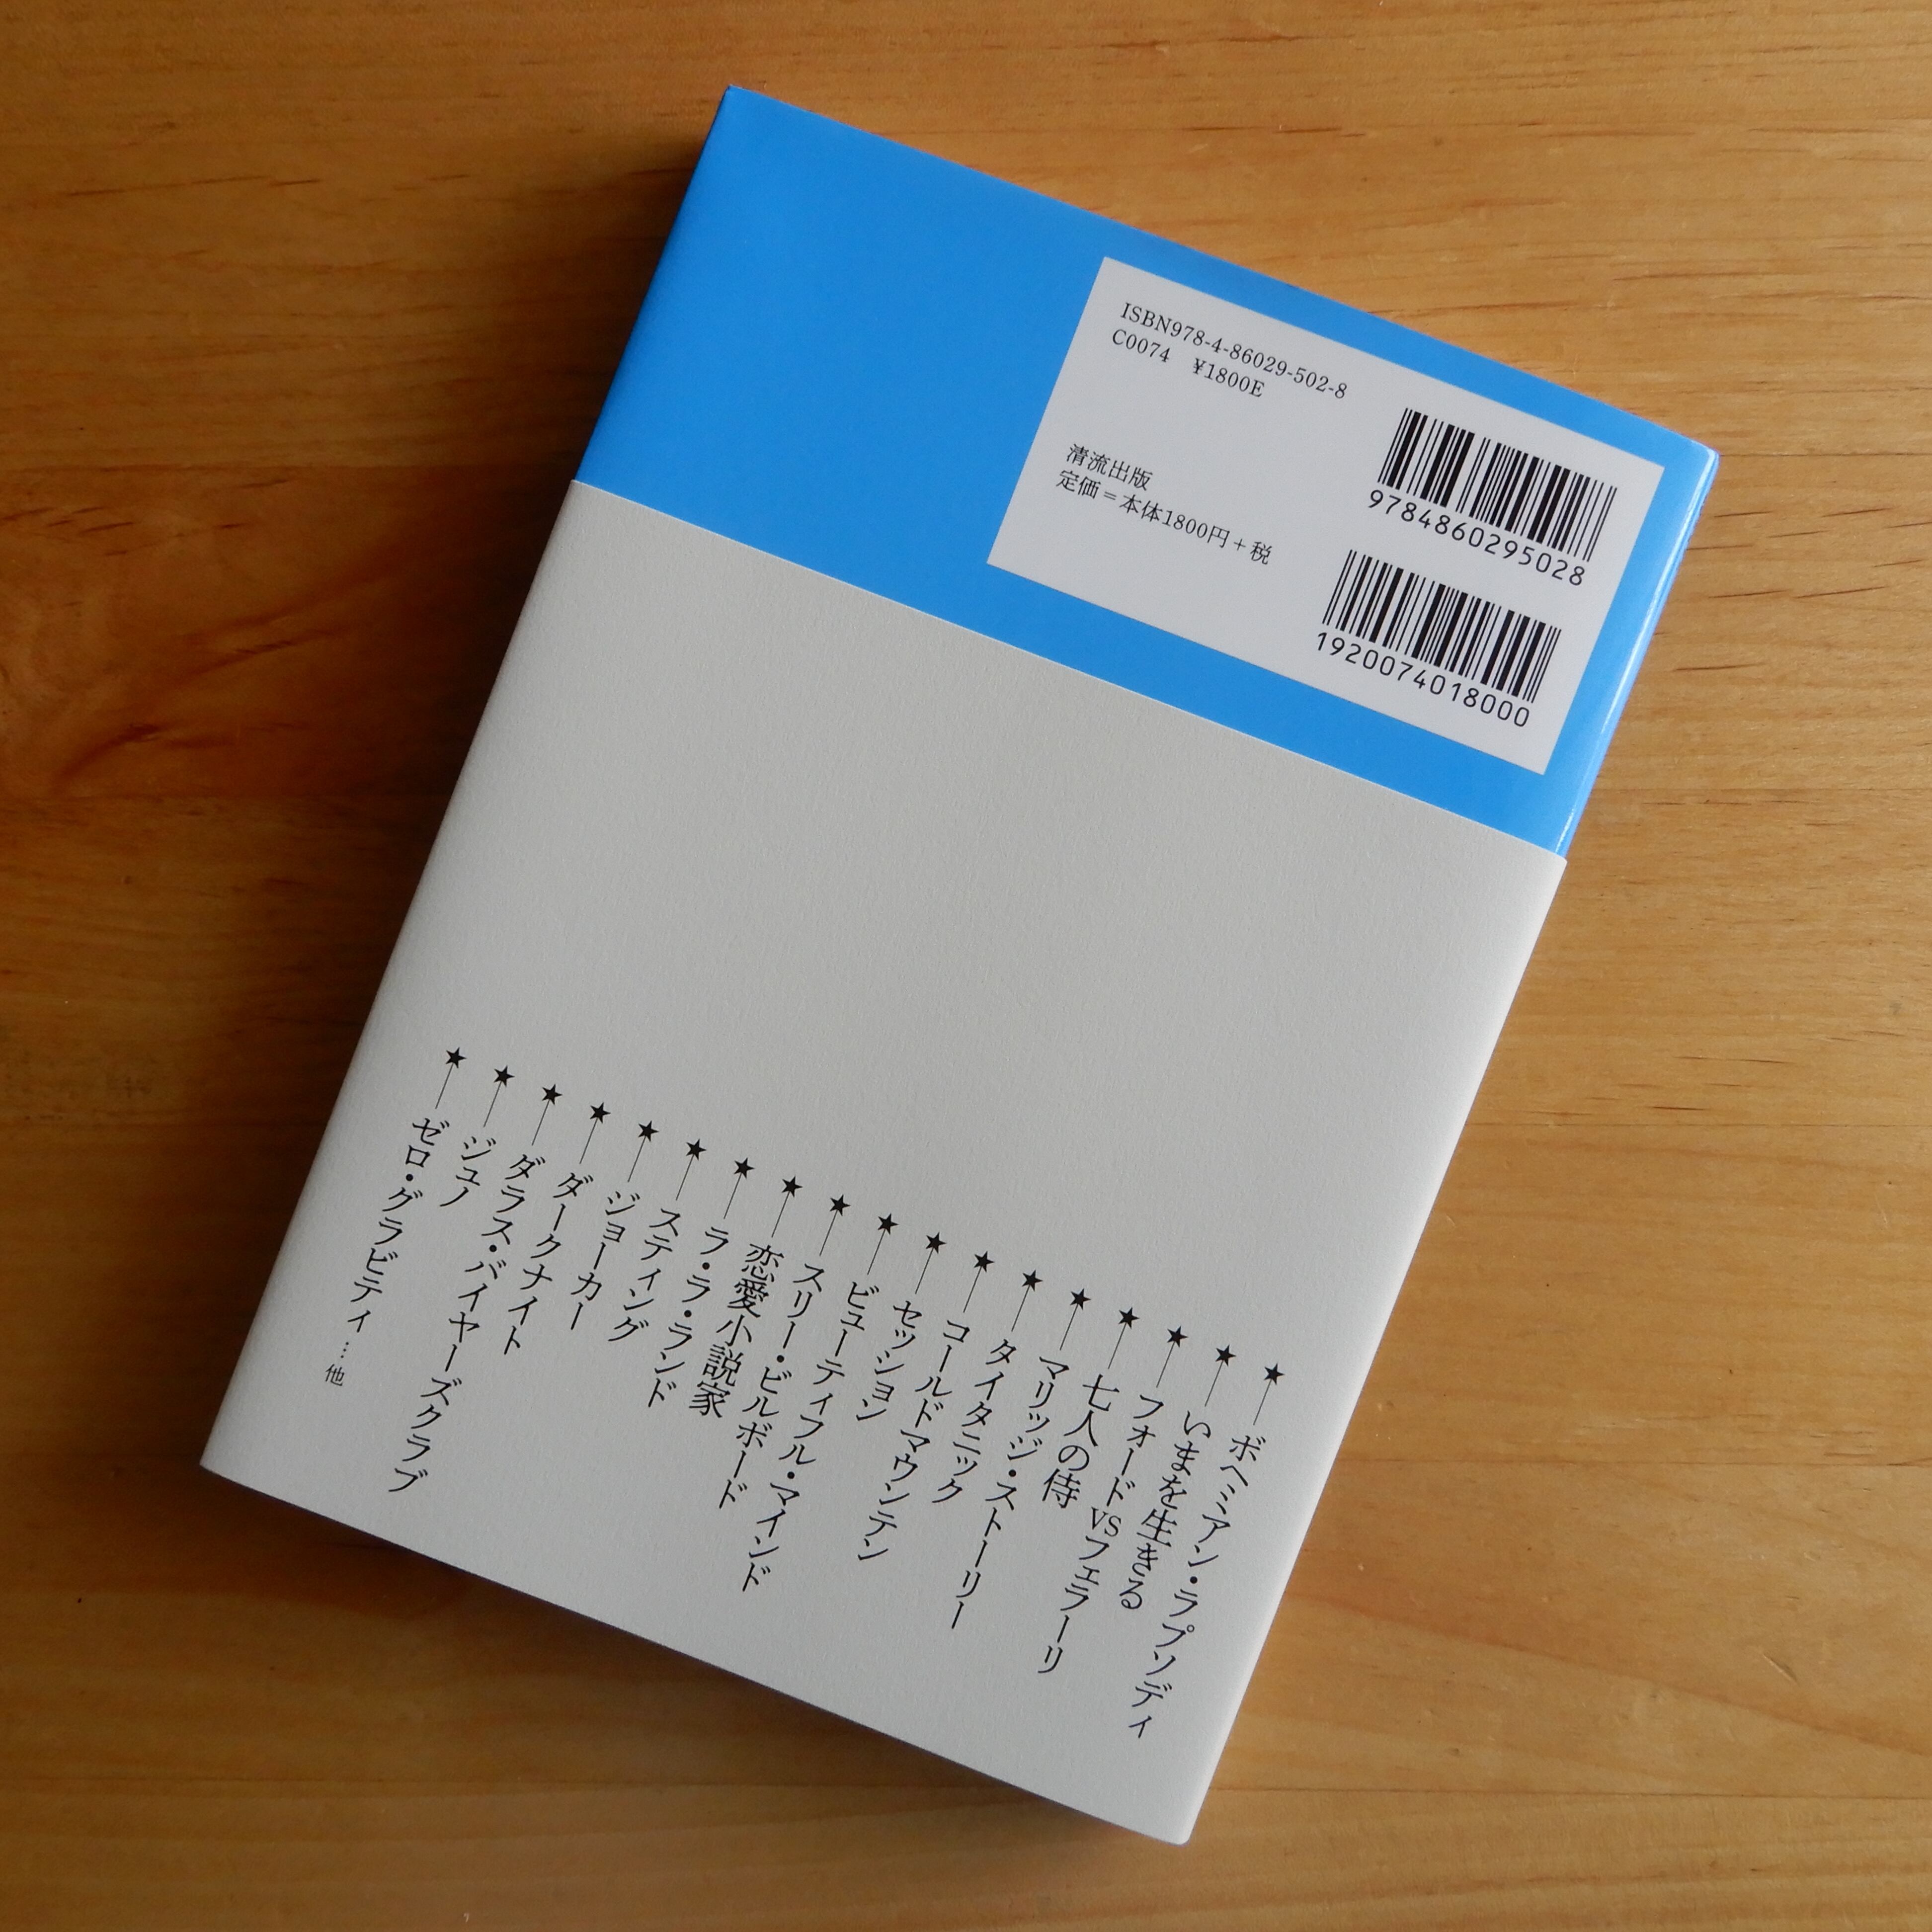 ISBN978-4-86029-502-8
C0074 ¥1800E
清流出版
定価=本体1800円+税
9784860295028
1920074018000
★ボヘミアン・ラプソディ
★いまを生きる
★フォードVSフェラーリ
★七人の侍
★マリッジ・ストーリー
★タイタニック
★コールドマウンテン
★セッション
★ビューティフル・マインド
★スリー・ビルボード
★恋愛小説家
★ラ・ラ・ランド
★スティング
★ジョーカー
★ダークナイト
★ダラス・バイヤーズクラブ
★ジュノ
★ゼロ・グラビティ…他